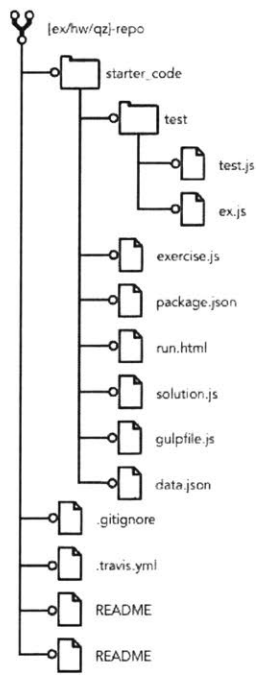 [ex/hw/qz]-repo
starter_code
test
test.js
ex.js
exercise.js
package.json
run.html
solution.js
gulpfile.js
data.json
.gitignore
.travis.yml
README
README